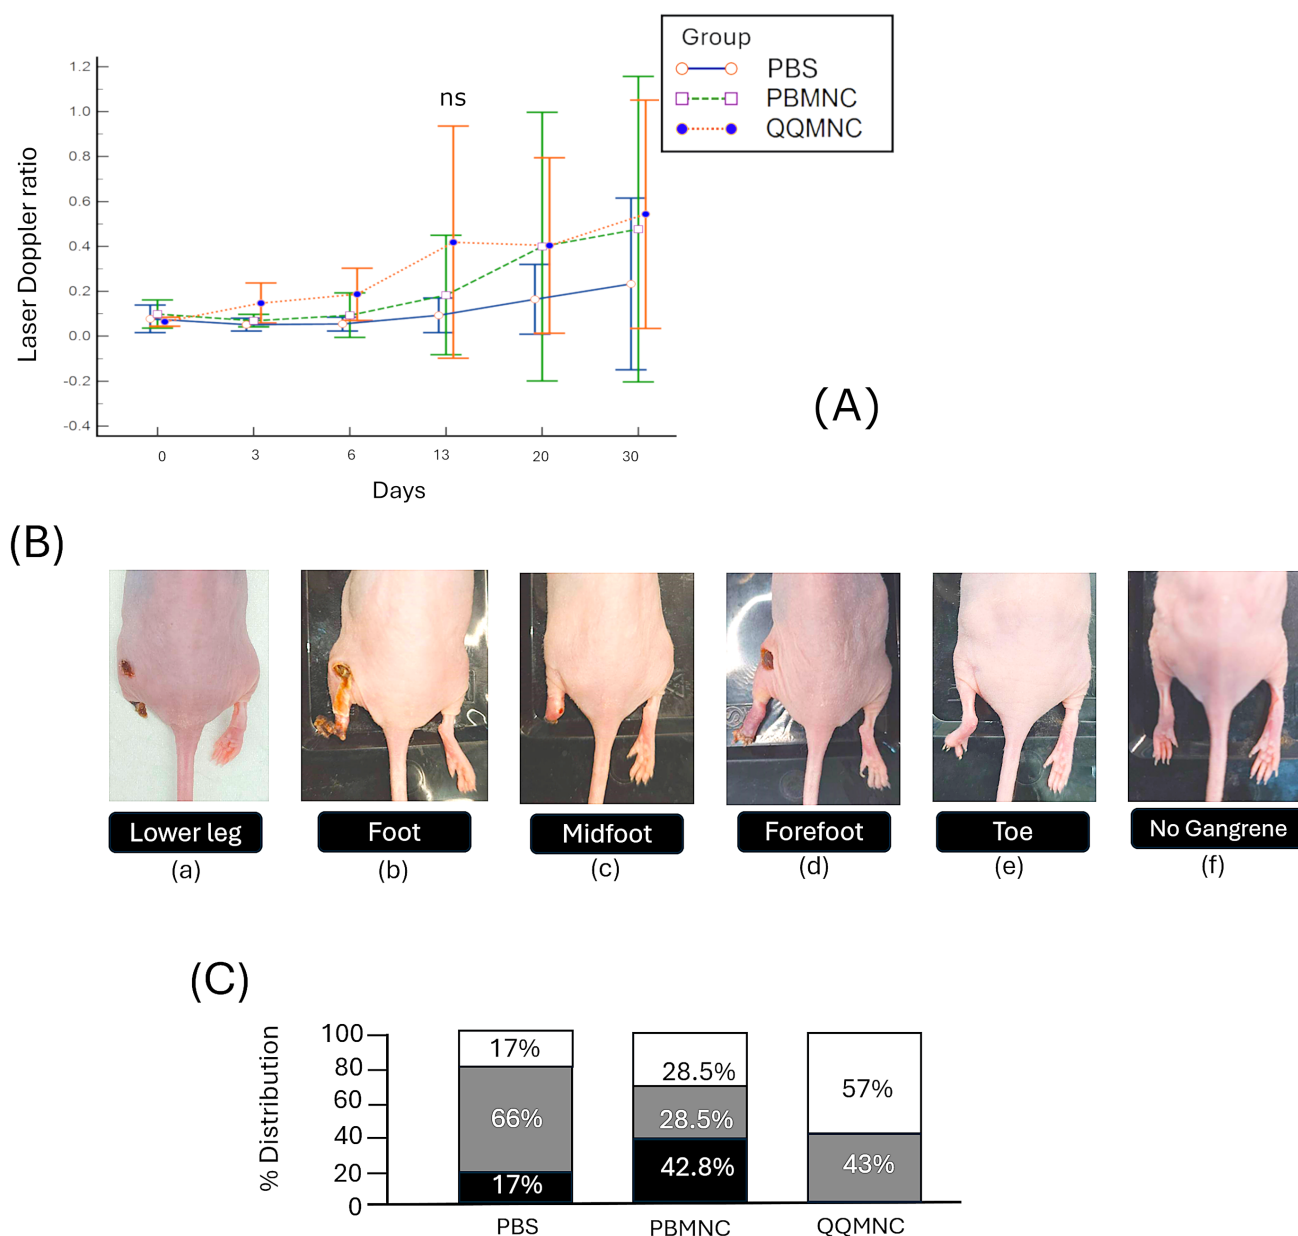 Group
PBS
PBMNC
QQMNC
ns
1.2
1.0
0.8
0.6
0.4
0.2
0.0
-0.2
-0.4
Laser Doppler ratio
0 3 6 13 20 30
Days
(A)
(B)
Lower leg Foot Midfoot Forefoot Toe No Gangrene
(a) (b) (c) (d) (e) (f)
(C)
% Distribution
100
80
60
40
20
0
17% 28.5% 57%
66% 28.5% 43%
17% 42.8%
PBS PBMNC QQMNC